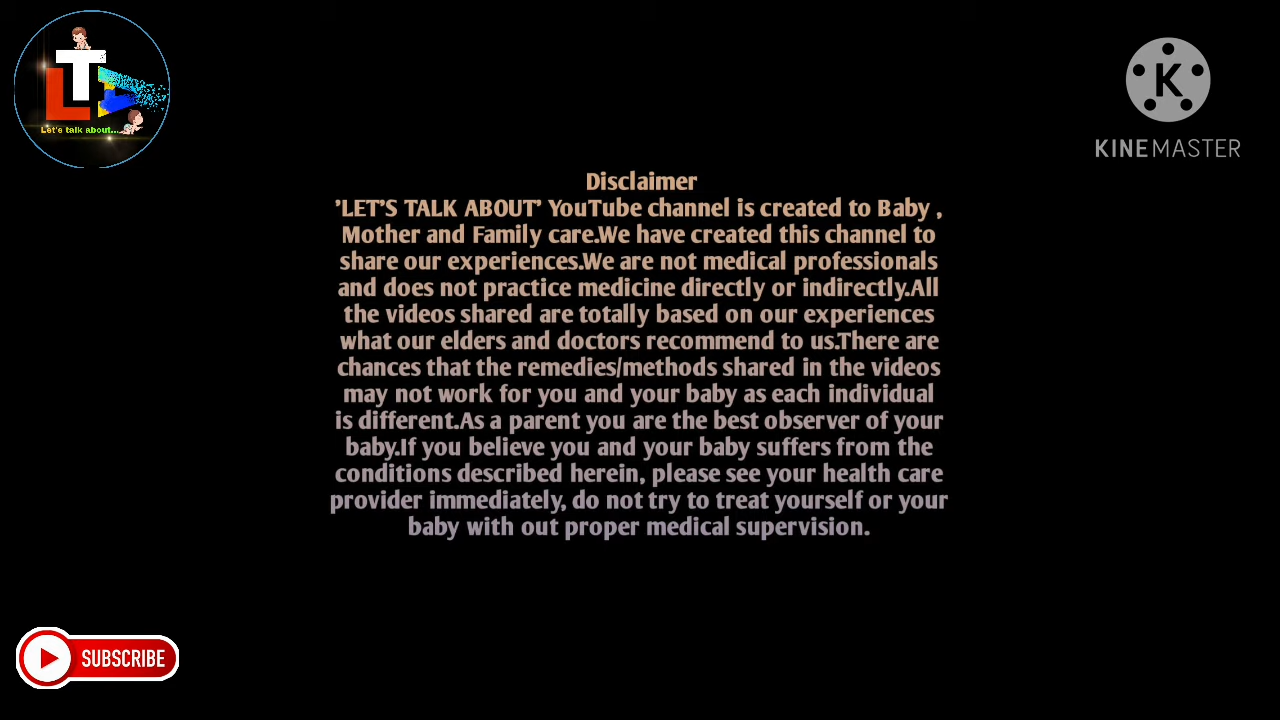 LT
Let's talk about...
K
KINEMASTER
Disclaimer
'LET'S TALK ABOUT' YouTube channel is created to Baby ,
Mother and Family care.We have created this channel to
share our experiences.We are not medical professionals
and does not practice medicine directly or indirectly.All
the videos shared are totally based on our experiences
what our elders and doctors recommend to us.There are
chances that the remedies/methods shared in the videos
may not work for you and your baby as each individual
is different.As a parent you are the best observer of your
baby.If you believe you and your baby suffers from the
conditions described herein, please see your health care
provider immediately, do not try to treat yourself or your
baby with out proper medical supervision.
SUBSCRIBE